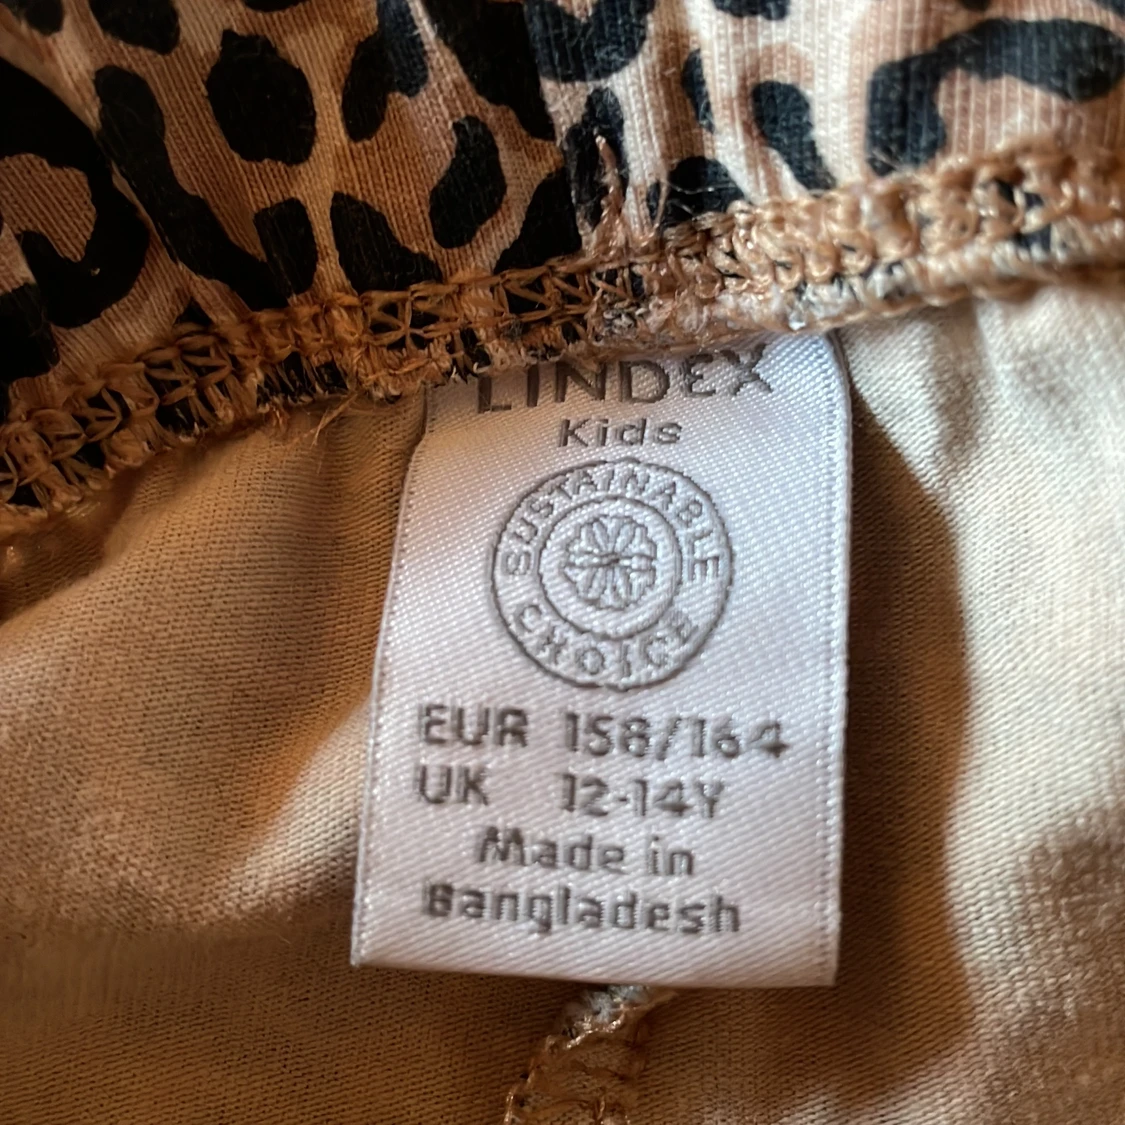 LINDEX
Kids
SUSTAINABLE
CHOICE
EUR 158/164
UK 12-14Y
Made in
Bangladesh